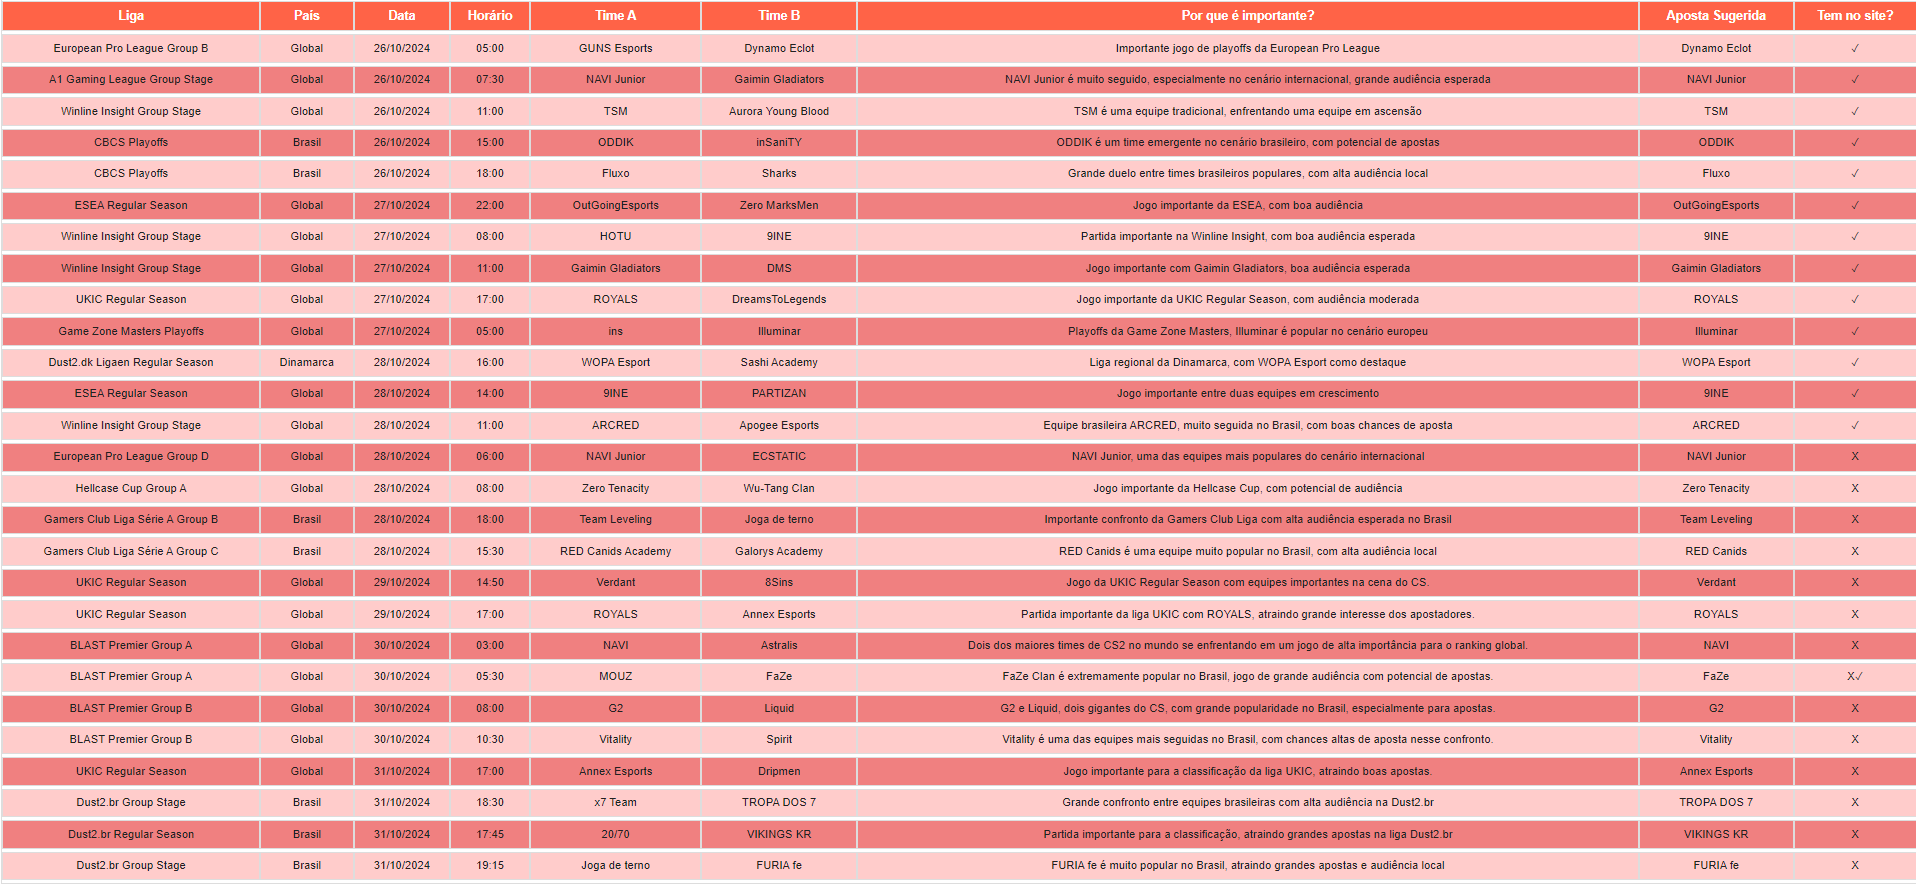 Liga País Data Horário Time A Time B Por que é importante? Aposta Sugerida Tem no site?
European Pro League Group B Global 26/10/2024 05:00 GUNS Esports Dynamo Eclot Importante jogo de playoffs da European Pro League Dynamo Eclot ✓
A1 Gaming League Group Stage Global 26/10/2024 07:30 NAVI Junior Gaimin Gladiators NAVI Junior é muito seguido, especialmente no cenário internacional, grande audiência esperada NAVI Junior ✓
Winline Insight Group Stage Global 26/10/2024 11:00 TSM Aurora Young Blood TSM é uma equipe tradicional, enfrentando uma equipe em ascensão TSM ✓
CBCS Playoffs Brasil 26/10/2024 15:00 ODDIK inSaniTY ODDIK é um time emergente no cenário brasileiro, com potencial de apostas ODDIK ✓
CBCS Playoffs Brasil 26/10/2024 18:00 Fluxo Sharks Grande duelo entre times brasileiros populares, com alta audiência local Fluxo ✓
ESEA Regular Season Global 27/10/2024 22:00 OutGoingEsports Zero MarksMen Jogo importante da ESEA, com boa audiência OutGoingEsports ✓
Winline Insight Group Stage Global 27/10/2024 08:00 HOTU 9INE Partida importante na Winline Insight, com boa audiência esperada 9INE ✓
Winline Insight Group Stage Global 27/10/2024 11:00 Gaimin Gladiators DMS Jogo importante com Gaimin Gladiators, boa audiência esperada Gaimin Gladiators ✓
UKIC Regular Season Global 27/10/2024 17:00 ROYALS DreamsToLegends Jogo importante da UKIC Regular Season, com audiência moderada ROYALS ✓
Game Zone Masters Playoffs Global 27/10/2024 05:00 ins Illuminar Playoffs da Game Zone Masters, Illuminar é popular no cenário europeu Illuminar ✓
Dust2.dk Ligaen Regular Season Dinamarca 28/10/2024 16:00 WOPA Esport Sashi Academy Liga regional da Dinamarca, com WOPA Esport como destaque WOPA Esport ✓
ESEA Regular Season Global 28/10/2024 14:00 9INE PARTIZAN Jogo importante entre duas equipes em crescimento 9INE ✓
Winline Insight Group Stage Global 28/10/2024 11:00 ARCRED Apogee Esports Equipe brasileira ARCRED, muito seguida no Brasil, com boas chances de aposta ARCRED ✓
European Pro League Group D Global 28/10/2024 06:00 NAVI Junior ECSTATIC NAVI Junior, uma das equipes mais populares do cenário internacional NAVI Junior X
Hellcase Cup Group A Global 28/10/2024 08:00 Zero Tenacity Wu-Tang Clan Jogo importante da Hellcase Cup, com potencial de audiência Zero Tenacity X
Gamers Club Liga Série A Group B Brasil 28/10/2024 18:00 Team Leveling Joga de terno Importante confronto da Gamers Club Liga com alta audiência esperada no Brasil Team Leveling X
Gamers Club Liga Série A Group C Brasil 28/10/2024 15:30 RED Canids Academy Galorys Academy RED Canids é uma equipe muito popular no Brasil, com alta audiência local RED Canids X
UKIC Regular Season Global 29/10/2024 14:50 Verdant 8Sins Jogo da UKIC Regular Season com equipes importantes na cena do CS. Verdant X
UKIC Regular Season Global 29/10/2024 17:00 ROYALS Annex Esports Partida importante da liga UKIC com ROYALS, atraindo grande interesse dos apostadores. ROYALS X
BLAST Premier Group A Global 30/10/2024 03:00 NAVI Astralis Dois dos maiores times de CS2 no mundo se enfrentando em um jogo de alta importância para o ranking global. NAVI X
BLAST Premier Group A Global 30/10/2024 05:30 MOUZ FaZe FaZe Clan é extremamente popular no Brasil, jogo de grande audiência com potencial de apostas. FaZe X✓
BLAST Premier Group B Global 30/10/2024 08:00 G2 Liquid G2 e Liquid, dois gigantes do CS, com grande popularidade no Brasil, especialmente para apostas. G2 X
BLAST Premier Group B Global 30/10/2024 10:30 Vitality Spirit Vitality é uma das equipes mais seguidas no Brasil, com chances altas de aposta nesse confronto. Vitality X
UKIC Regular Season Global 31/10/2024 17:00 Annex Esports Dripmen Jogo importante para a classificação da liga UKIC, atraindo boas apostas. Annex Esports X
Dust2.br Group Stage Brasil 31/10/2024 18:30 x7 Team TROPA DOS 7 Grande confronto entre equipes brasileiras com alta audiência na Dust2.br TROPA DOS 7 X
Dust2.br Regular Season Brasil 31/10/2024 17:45 20/70 VIKINGS KR Partida importante para a classificação, atraindo grandes apostas na liga Dust2.br VIKINGS KR X
Dust2.br Group Stage Brasil 31/10/2024 19:15 Joga de terno FURIA fe FURIA fe é muito popular no Brasil, atraindo grandes apostas e audiência local FURIA fe X